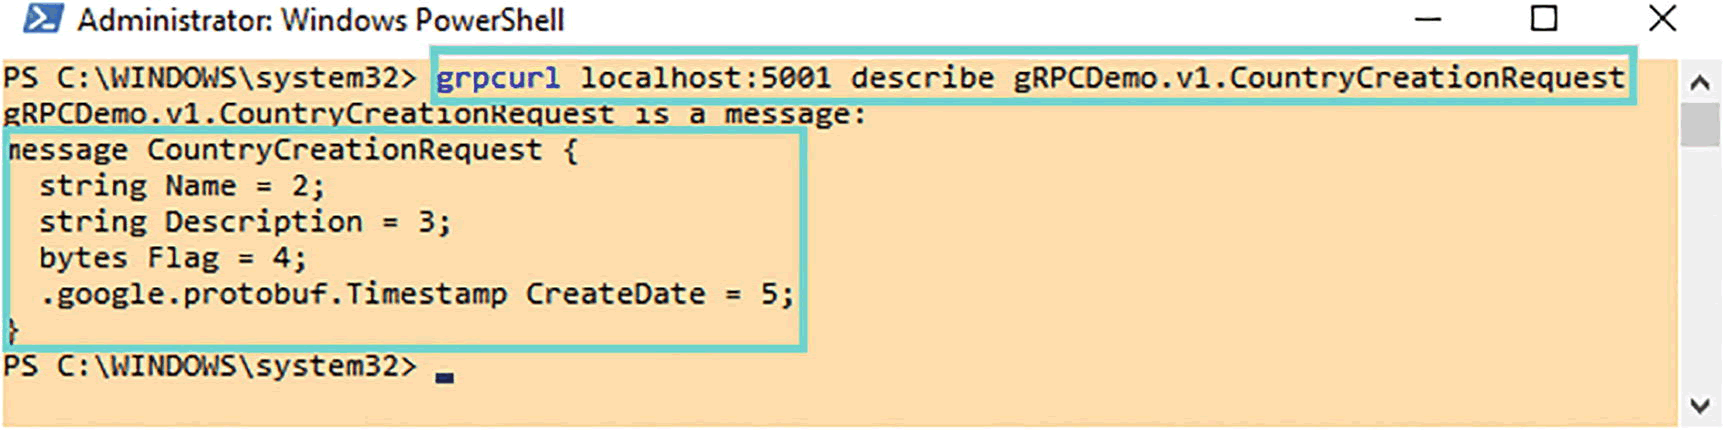 Administrator: Windows PowerShell
PS C:\WINDOWS\system32> grpcurl localhost:5001 describe gRPCDemo.v1.CountryCreationRequest
gRPCDemo.v1.CountryCreationRequest is a message:
message CountryCreationRequest {
  string Name = 2;
  string Description = 3;
  bytes Flag = 4;
  .google.protobuf.Timestamp CreateDate = 5;
}
PS C:\WINDOWS\system32>